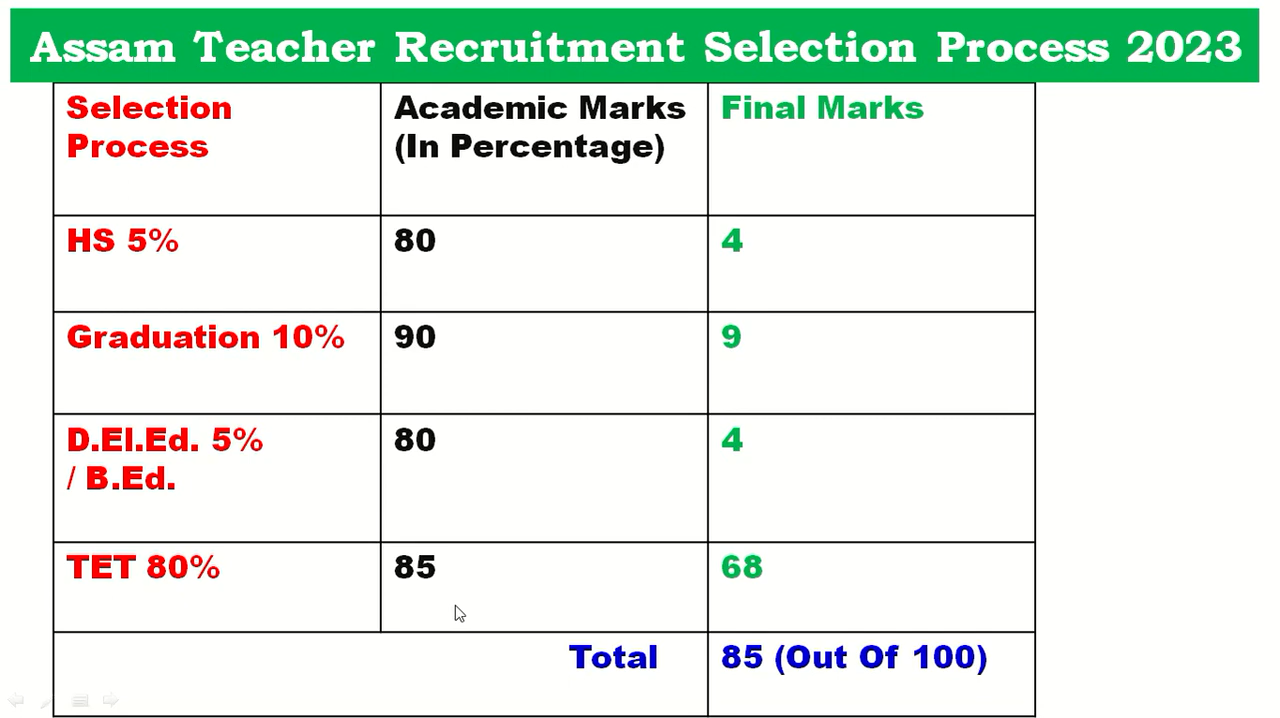 Assam Teacher Recruitment Selection Process 2023
Selection Process
Academic Marks (In Percentage)
Final Marks
HS 5%
80
4
Graduation 10%
90
9
D.El.Ed. 5%
/ B.Ed.
80
4
TET 80%
85
68
Total
85 (Out Of 100)